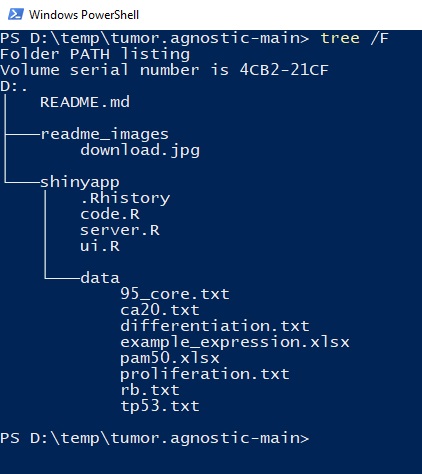 Windows PowerShell
PS D:\temp\tumor.agnostic-main> tree /F
Folder PATH listing
Volume serial number is 4CB2-21CF
D:.
README.md
readme_images
download.jpg
shinyapp
.Rhistory
code.R
server.R
ui.R
data
95_core.txt
ca20.txt
differentiation.txt
example_expression.xlsx
pam50.xlsx
proliferation.txt
rb.txt
tp53.txt
PS D:\temp\tumor.agnostic-main>